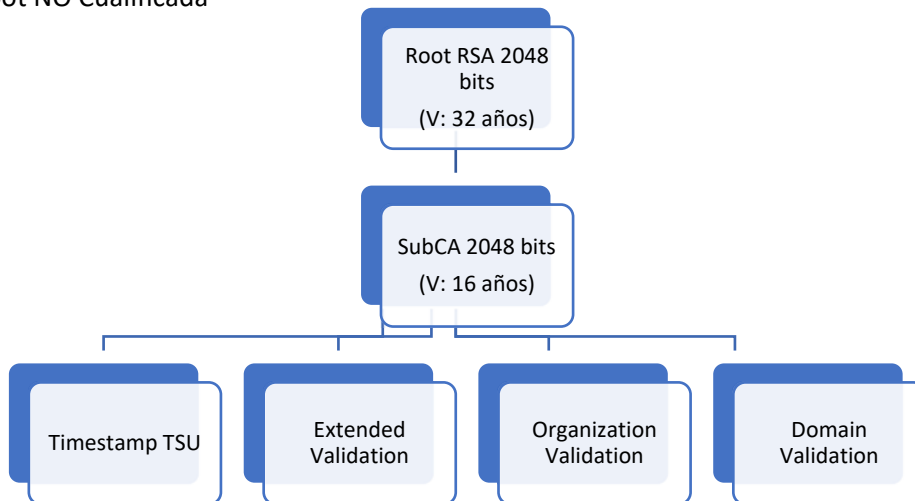 NO Cualificada
Root RSA 2048
bits
(V: 32 años)
SubCA 2048 bits
(V: 16 años)
Timestamp TSU
Extended
Validation
Organization
Validation
Domain
Validation